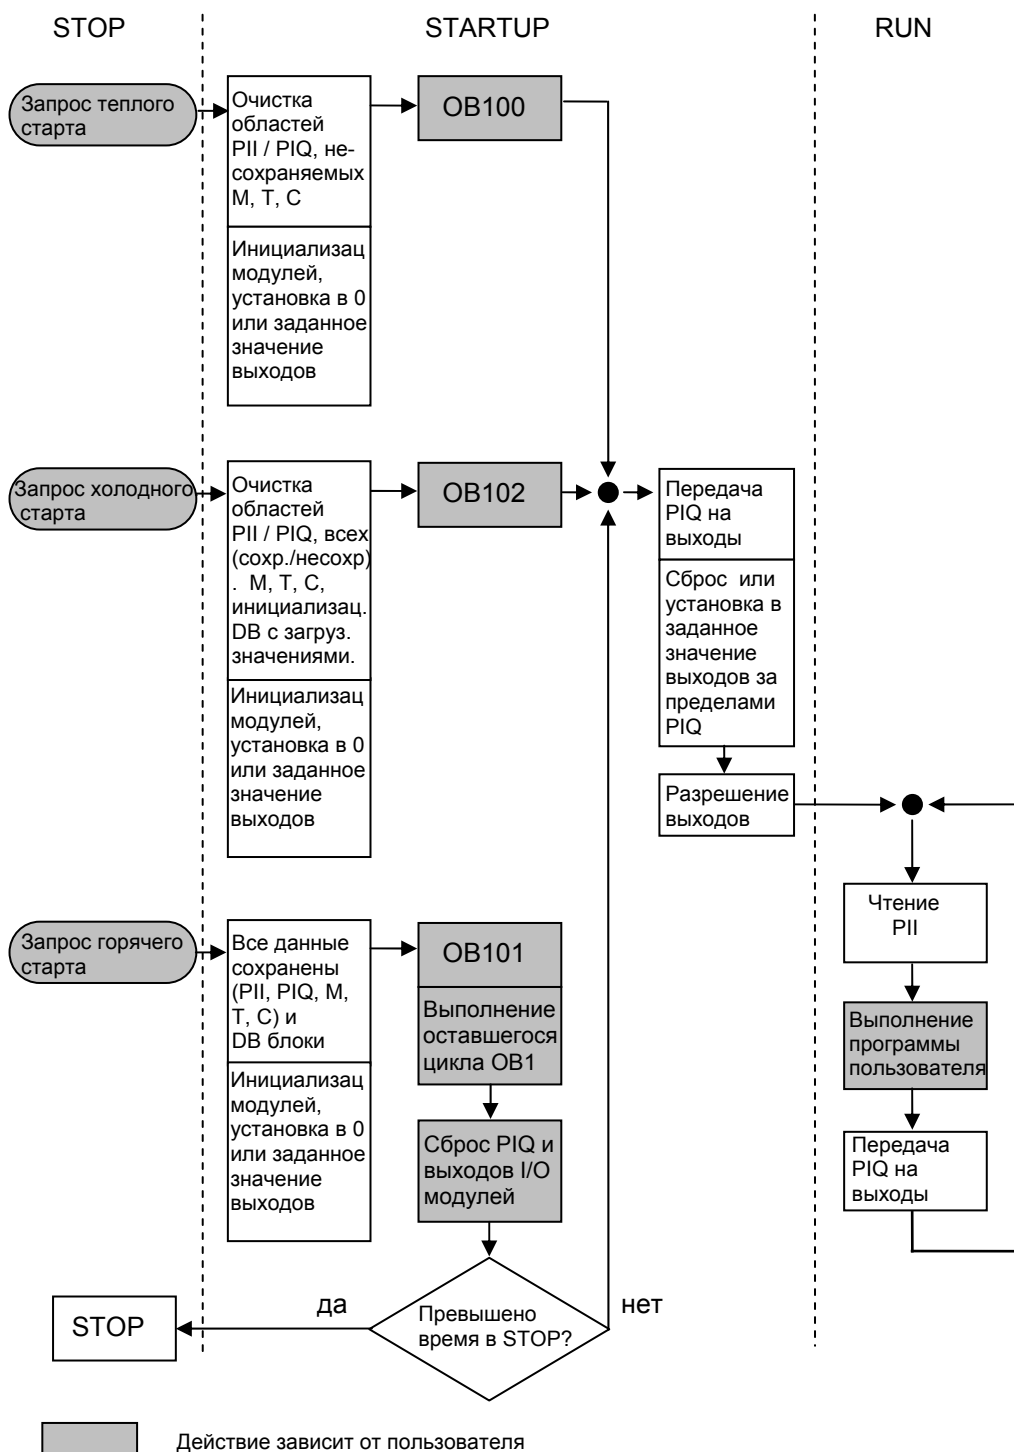 STOP
STARTUP
RUN
Запрос теплого
старта
Очистка
областей
PII / PIQ, не-
сохраняемых
M, T, C
OB100
Инициализац
модулей,
установка в 0
или заданное
значение
выходов
Запрос холодного
старта
Очистка
областей
PII / PIQ, всех
(сохр./несохр)
. M, T, C,
инициализац.
DB с загруз.
значениями.
OB102
Инициализац
модулей,
установка в 0
или заданное
значение
выходов
Передача
PIQ на
выходы
Сброс или
установка в
заданное
значение
выходов за
пределами
PIQ
Разрешение
выходов
Запрос горячего
старта
Все данные
сохранены
(PII, PIQ, M,
T, C) и
DB блоки
Инициализац
модулей,
установка в 0
или заданное
значение
выходов
OB101
Выполнение
оставшегося
цикла OB1
Сброс PIQ и
выходов I/O
модулей
Превышено
время в STOP?
да
нет
STOP
Чтение
PII
Выполнение
программы
пользователя
Передача
PIQ на
выходы
Действие зависит от пользователя